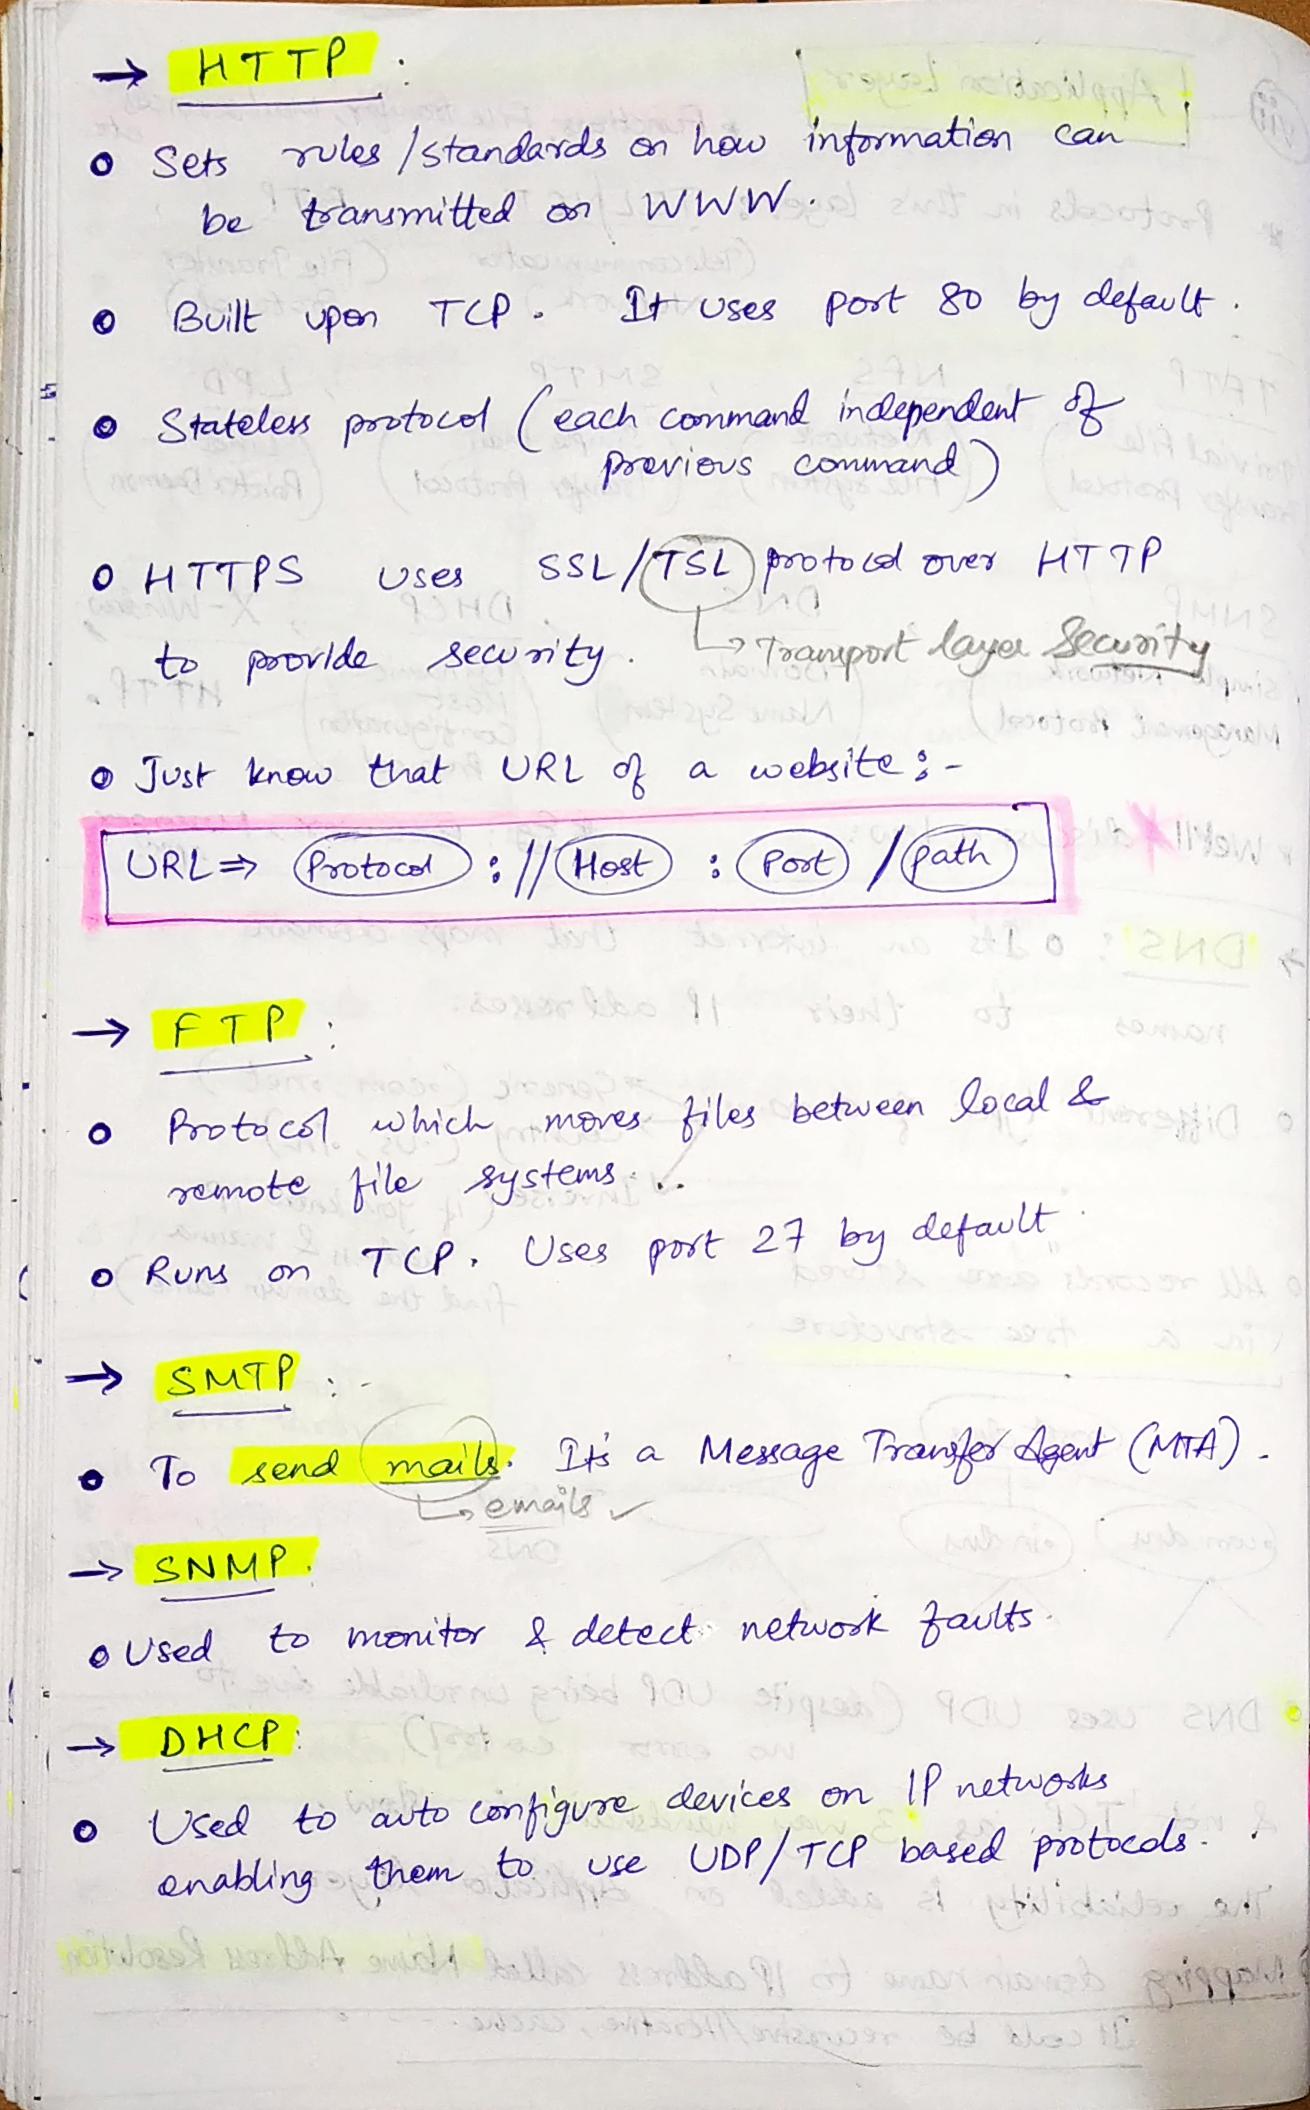 → HTTP :
o Sets rules/standards on how information can
be transmitted on WWW.
o Built upon TCP. It uses port 80 by default.
o Stateless protocol (each command independent of
previous command)
o HTTPS uses SSL/TSL protocol over HTTP
to provide security. ↳ Transport layer Security
o Just know that URL of a website :-
URL ⇒ Protocol : // Host : Port / path
→ FTP :
o Protocol which moves files between local &
remote file systems...
o Runs on TCP. Uses port 27 by default.
→ SMTP :-
o To send mails. It's a Message Transfer Agent (MTA).
↳ emails ✓
→ SNMP.
o Used to monitor & detect network faults.
→ DHCP:
o Used to auto configure devices on IP networks
enabling them to use UDP/TCP based protocols.